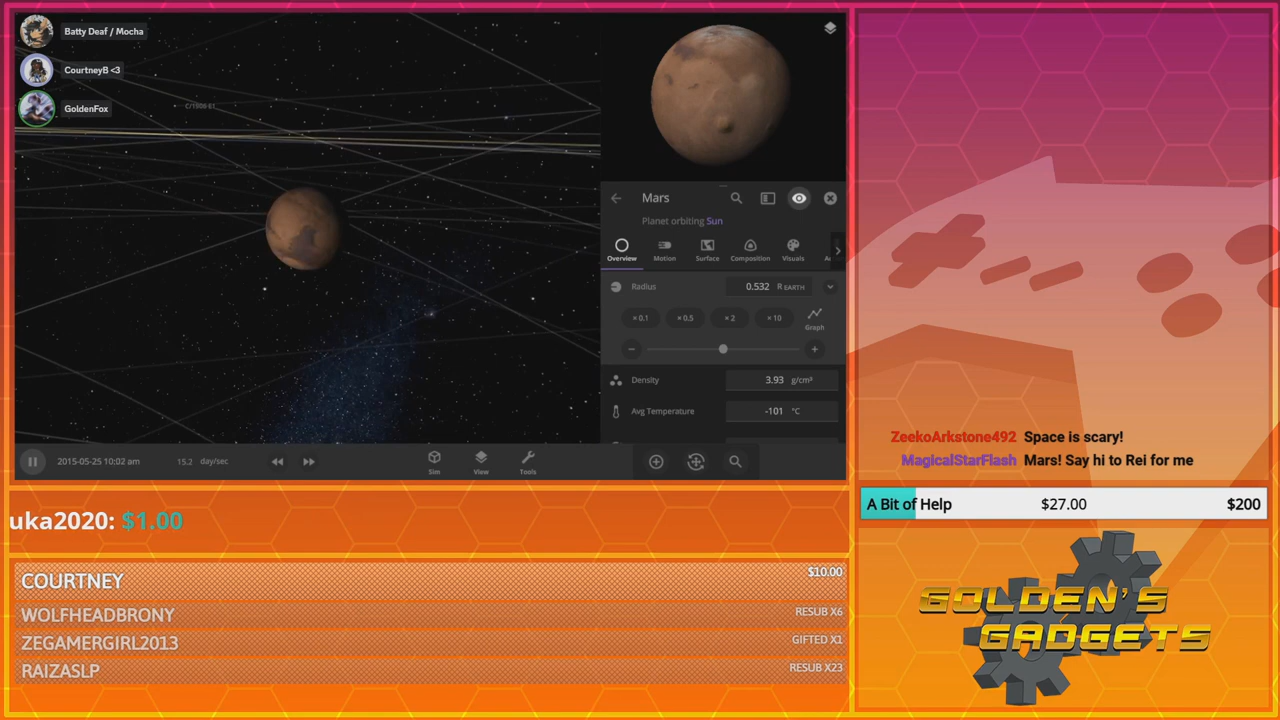 Batty Deaf / Mocha
CourtneyB <3
GoldenFox
C/1906 E1
Mars
Planet orbiting Sun
Overview
Motion
Surface
Composition
Visuals
Radius
0.532 R EARTH
× 0.1
× 0.5
× 2
× 10
Graph
Density
3.93 g/cm³
Avg Temperature
-101 °C
2015-05-25 10:02 am
15.2 day/sec
Sim
View
Tools
ZeekoArkstone492 Space is scary!
MagicalStarFlash Mars! Say hi to Rei for me
A Bit of Help $27.00 $200
uka2020: $1.00
COURTNEY $10.00
WOLFHEADBRONY RESUB X6
ZEGAMERGIRL2013 GIFTED X1
RAIZASLP RESUB X23
GOLDEN'S
GADGETS